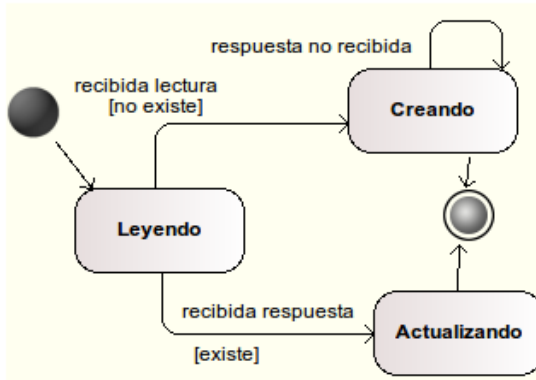 respuesta no recibida
recibida lectura
[no existe]
Creando
Leyendo
recibida respuesta
[existe]
Actualizando